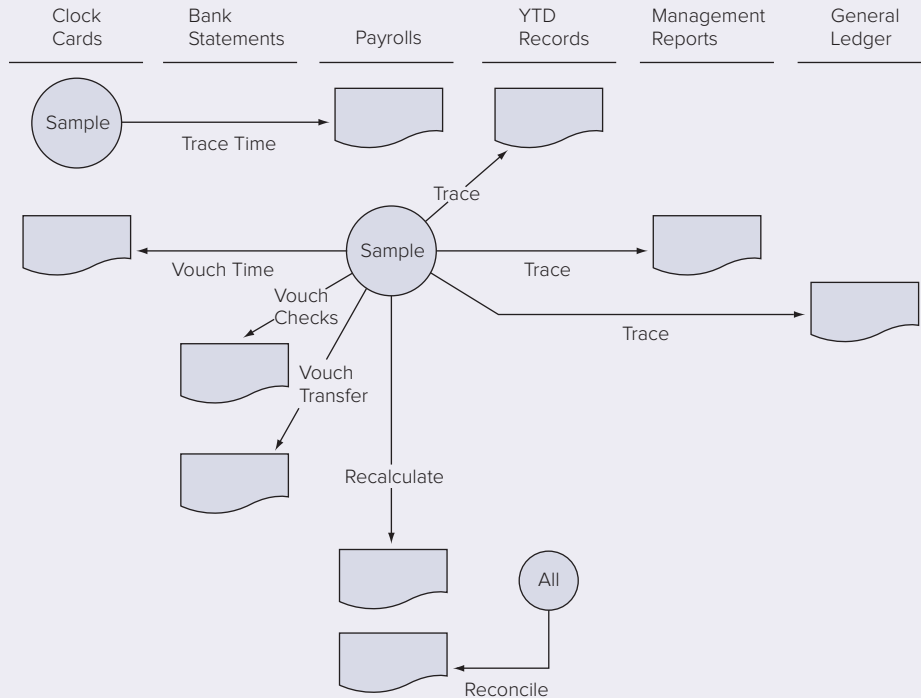 Clock
Cards
Bank
Statements
Payrolls
YTD
Records
Management
Reports
General
Ledger
Sample
Trace Time
Trace
Sample
Vouch Time
Trace
Vouch
Checks
Trace
Vouch
Transfer
Recalculate
All
Reconcile